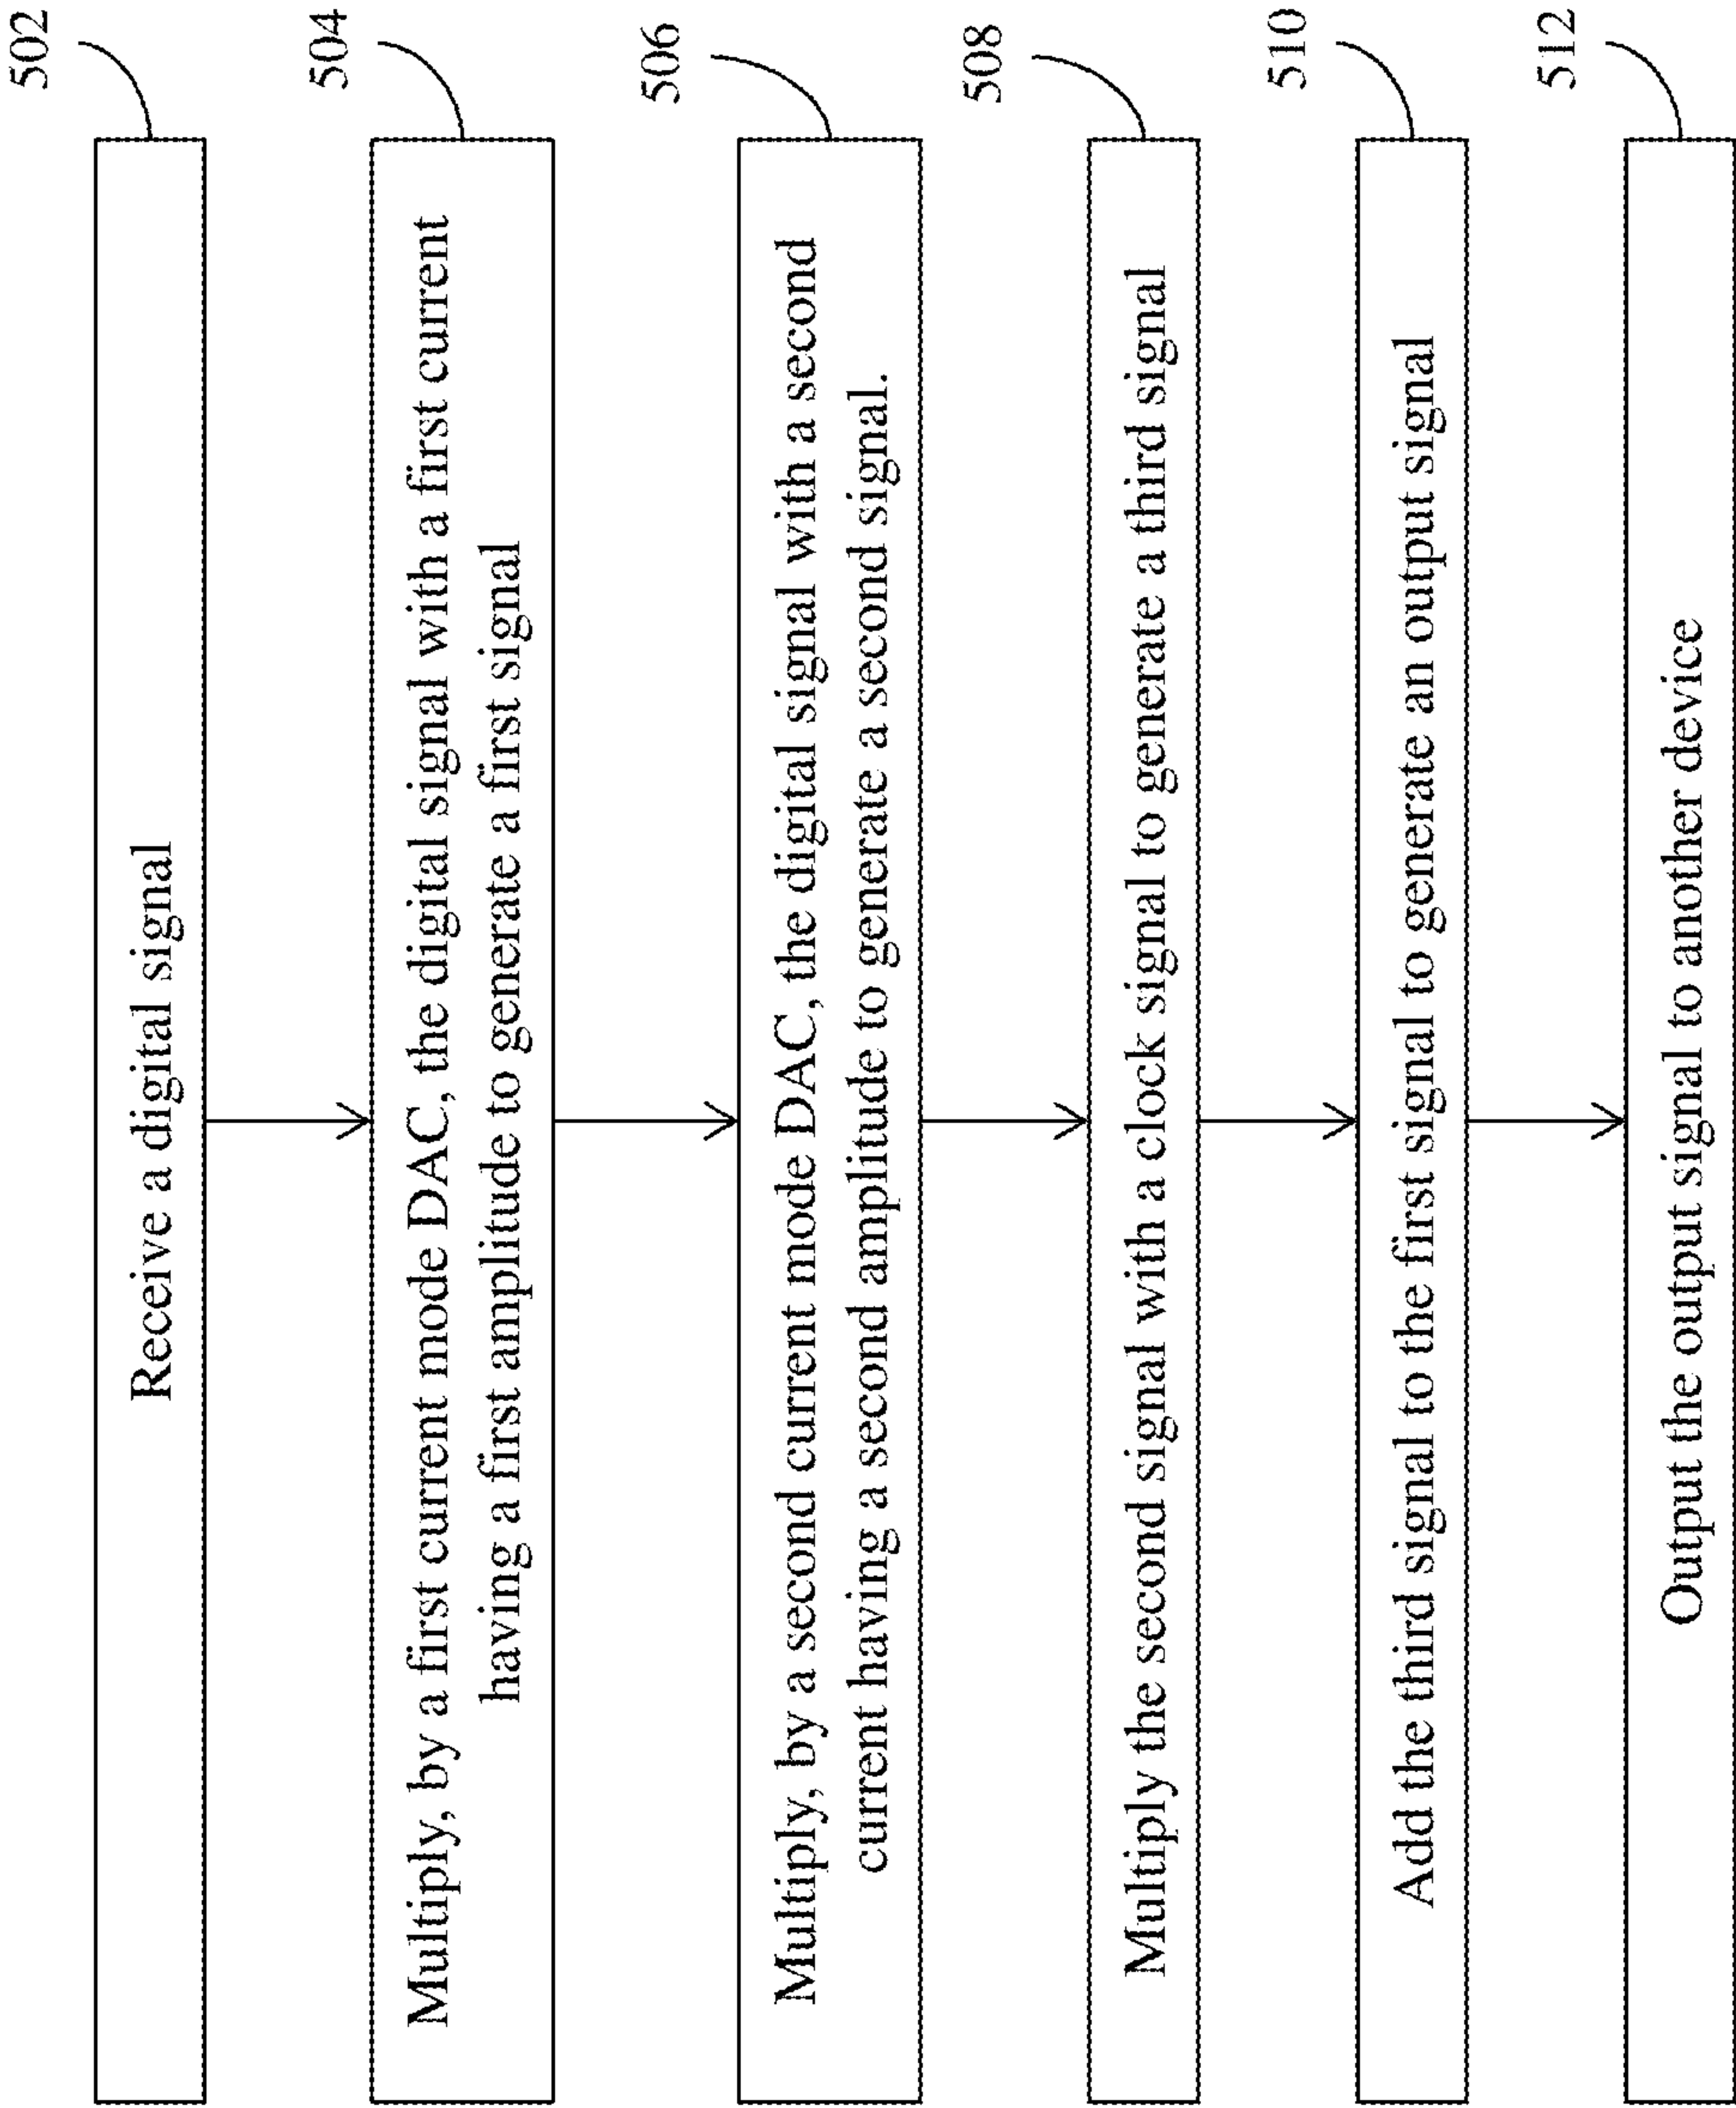 502
Receive a digital signal
504
Multiply, by a first current mode DAC, the digital signal with a first current
having a first amplitude to generate a first signal
506
Multiply, by a second current mode DAC, the digital signal with a second
current having a second amplitude to generate a second signal.
508
Multiply the second signal with a clock signal to generate a third signal
510
Add the third signal to the first signal to generate an output signal
512
Output the output signal to another device